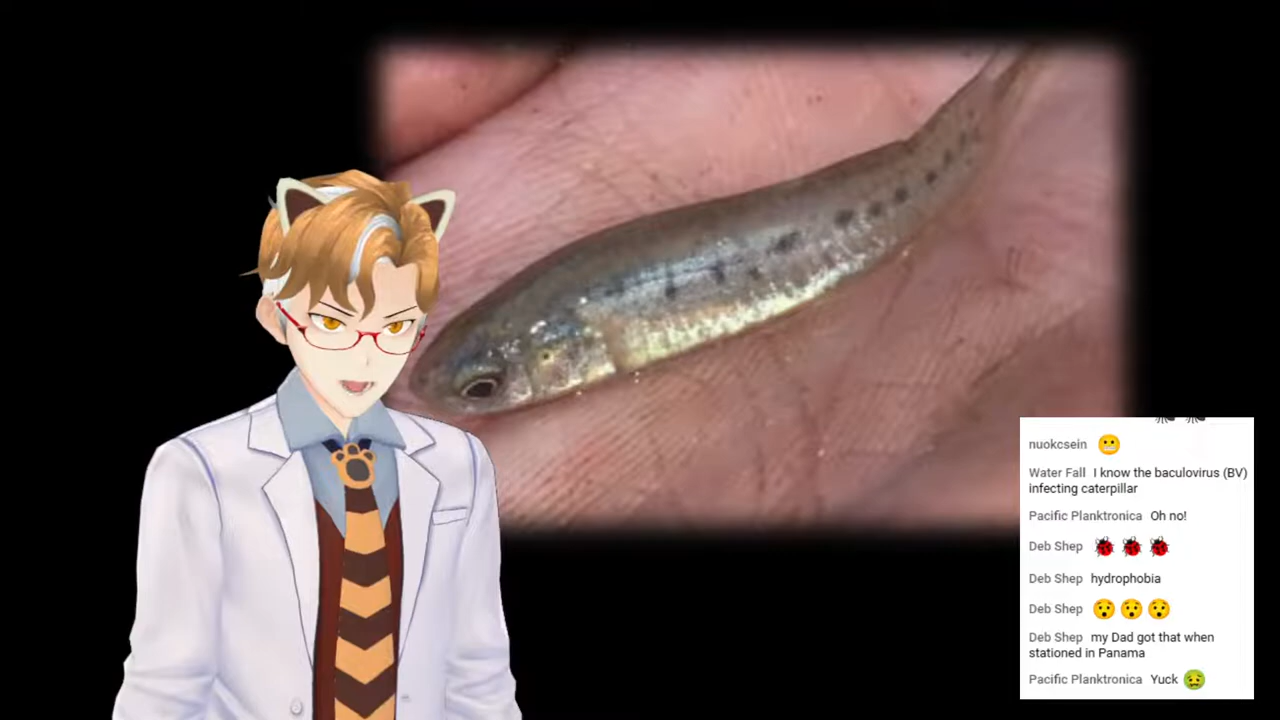 nuokcsein
Water Fall I know the baculovirus (BV)
infecting caterpillar
Pacific Planktronica Oh no!
Deb Shep
Deb Shep hydrophobia
Deb Shep
Deb Shep my Dad got that when
stationed in Panama
Pacific Planktronica Yuck